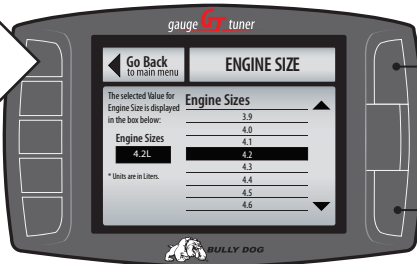 gauge GT tuner
Go Back
to main menu
ENGINE SIZE
The selected Value for
Engine Size is displayed
in the box below:
Engine Sizes
4.2L
* Units are in Liters.
Engine Sizes
3.9
4.0
4.1
4.2
4.3
4.4
4.5
4.6
BULLY DOG